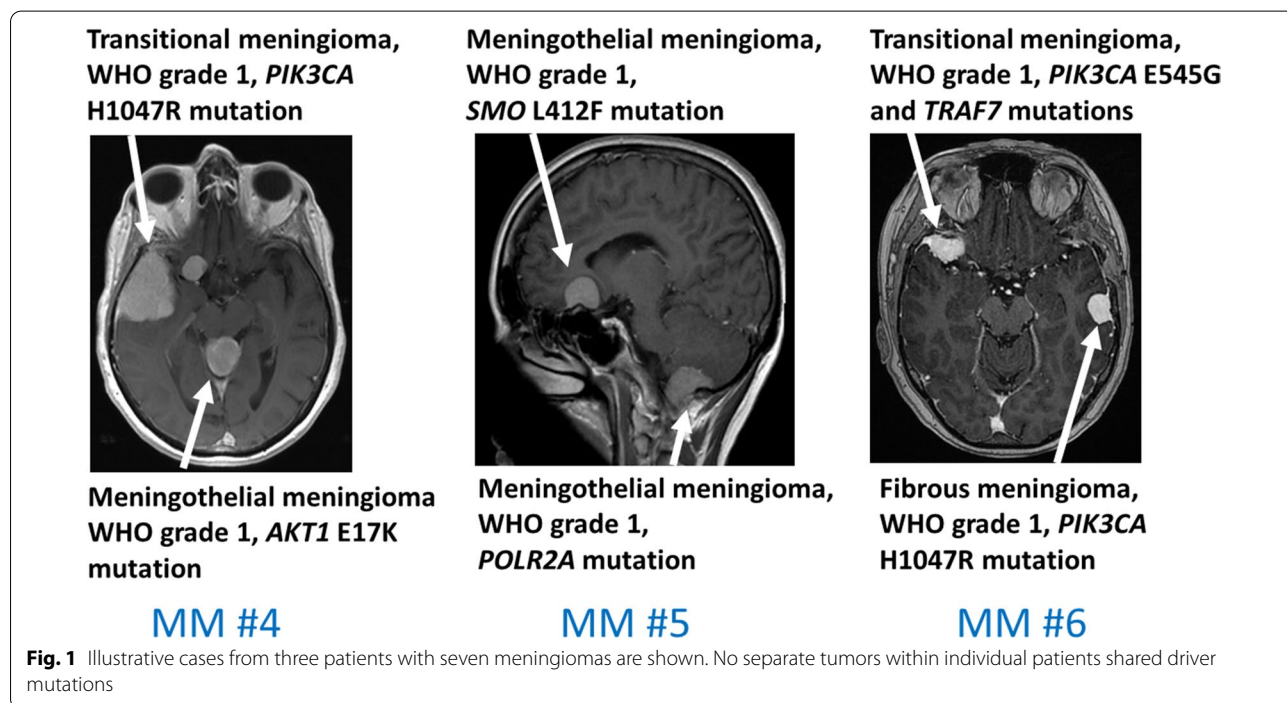 Transitional meningioma,
WHO grade 1, PIK3CA
H1047R mutation
Meningothelial meningioma
WHO grade 1, AKT1 E17K
mutation
MM #4
Meningothelial meningioma,
WHO grade 1,
SMO L412F mutation
Meningothelial meningioma,
WHO grade 1,
POLR2A mutation
MM #5
Transitional meningioma,
WHO grade 1, PIK3CA E545G
and TRAF7 mutations
Fibrous meningioma,
WHO grade 1, PIK3CA
H1047R mutation
MM #6
Fig. 1 Illustrative cases from three patients with seven meningiomas are shown. No separate tumors within individual patients shared driver
mutations